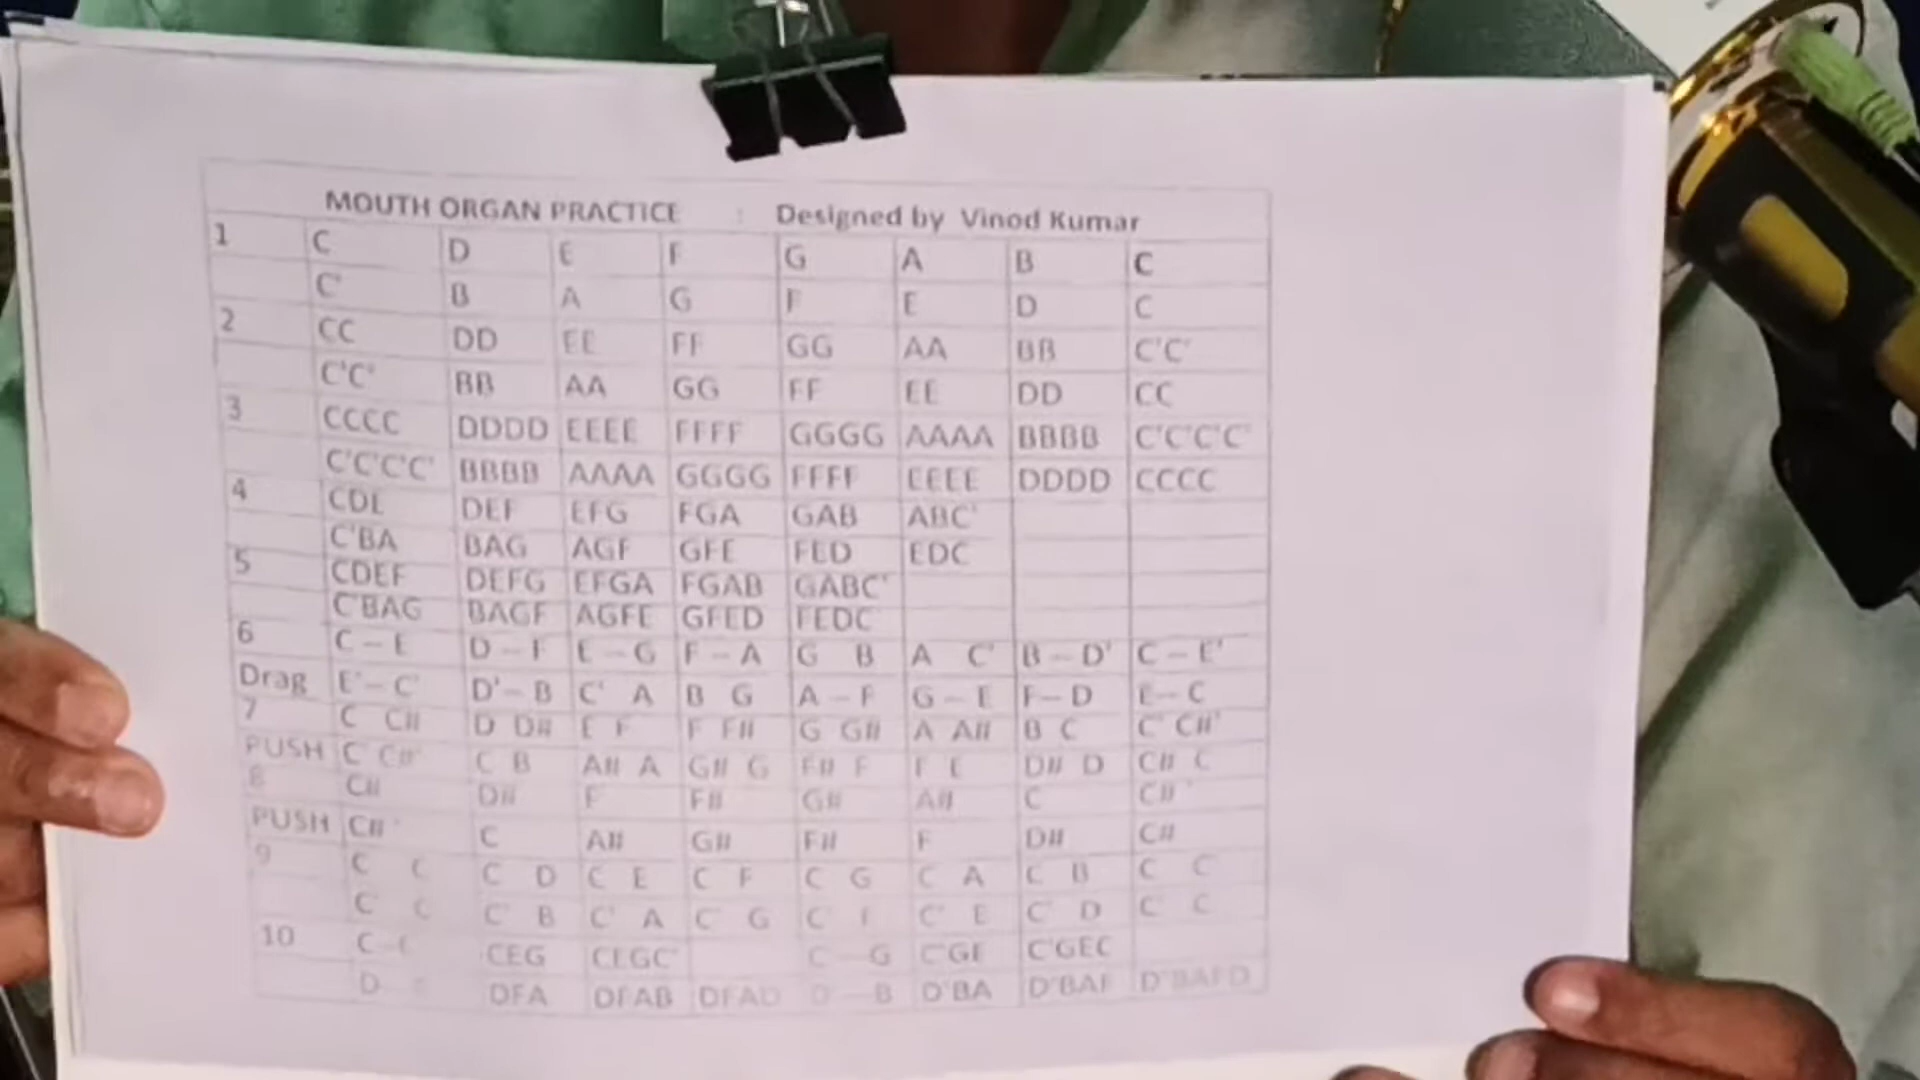 MOUTH ORGAN PRACTICE : Designed by Vinod Kumar
1 C D E F G A B C
C' B A G F E D C
2 CC DD EE FF GG AA BB C'C'
C'C' BB AA GG FF EE DD CC
3 CCCC DDDD EEEE FFFF GGGG AAAA BBBB C'C'C'C'
C'C'C'C' BBBB AAAA GGGG FFFF EEEE DDDD CCCC
4 CDE DEF EFG FGA GAB ABC'
C'BA BAG AGF GFE FED EDC
5 CDEF DEFG EFGA FGAB GABC'
C'BAG BAGF AGFE GFED FEDC
6 C – E D – F E – G F – A G B A C' B – D' C – E'
Drag E' – C' D' – B C' A B G A – F G – E F – D E – C
7 C C# D D# E F F F# G G# A A# B C C' C#'
PUSH C' C#' C B A# A G# G F# F F E D# D C# C
8 C# D# F F# G# A# C C#'
PUSH C#' C A# G# F# F D# C#
9 C C C D C E C F C G C A C B C C'
C' C C' B C' A C' G C' F C' E C' D C' C
10 C CEG CEGC' C G C'GE C'GEC
D DFA DFAB DFAD D B D'BA D'BAF D'BAFD